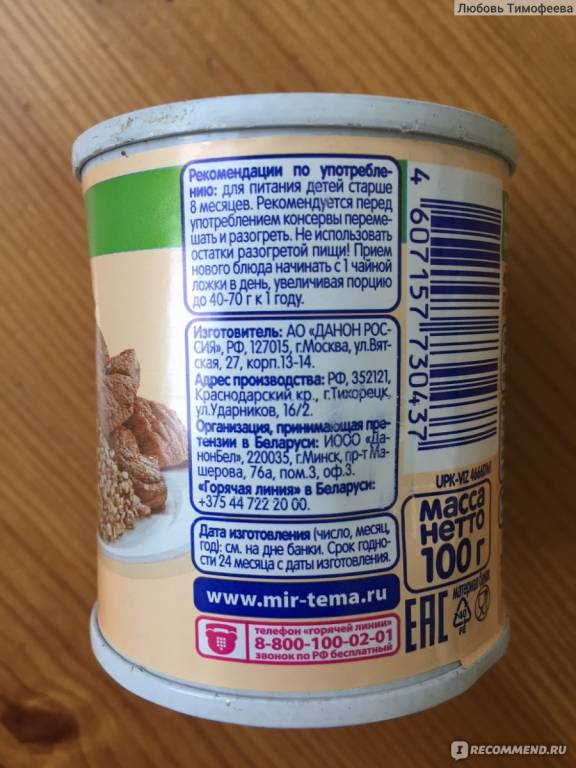 Любовь Тимофеева
Рекомендации по употребле-
нию: для питания детей старше
8 месяцев. Рекомендуется перед
употреблением консервы переме-
шать и разогреть. Не использовать
остатки разогретой пищи! Прием
нового блюда начинать с 1 чайной
ложки в день, увеличивая порцию
до 40-70 г к 1 году.
Изготовитель: АО «ДАНОН РОС-
СИЯ», РФ, 127015, г.Москва, ул.Вят-
ская, 27, корп.13-14.
Адрес производства: РФ, 352121,
Краснодарский кр., г.Тихорецк,
ул.Ударников, 16/2.
Организация, принимающая пре-
тензии в Беларуси: ИООО «Да-
нонБел», 220035, г.Минск, пр-т Ма-
шерова, 76а, пом.3, оф.3.
«Горячая линия» в Беларуси:
+375 44 722 20 00.
Дата изготовления (число, месяц,
год): см. на дне банки. Срок годно-
сти 24 месяца с даты изготовления.
www.mir-tema.ru
телефон «горячей линии»
8-800-100-02-01
звонок по РФ бесплатный
4 607157 730437
масса
нетто
100 г
EAC
40
FE
IRECOMMEND.RU